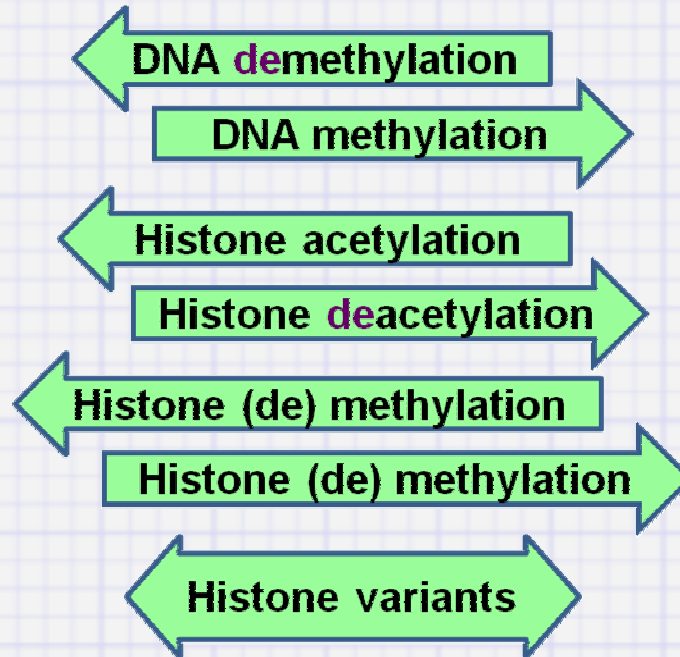 DNA demethylation
DNA methylation
Histone acetylation
Histone deacetylation
Histone (de) methylation
Histone (de) methylation
Histone variants